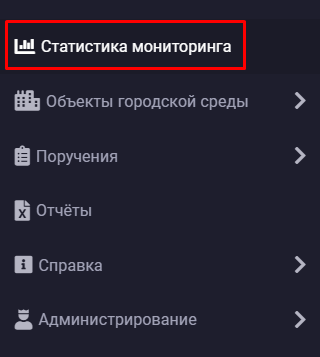 Статистика мониторинга
Объекты городской среды
Поручения
Отчёты
Справка
Администрирование